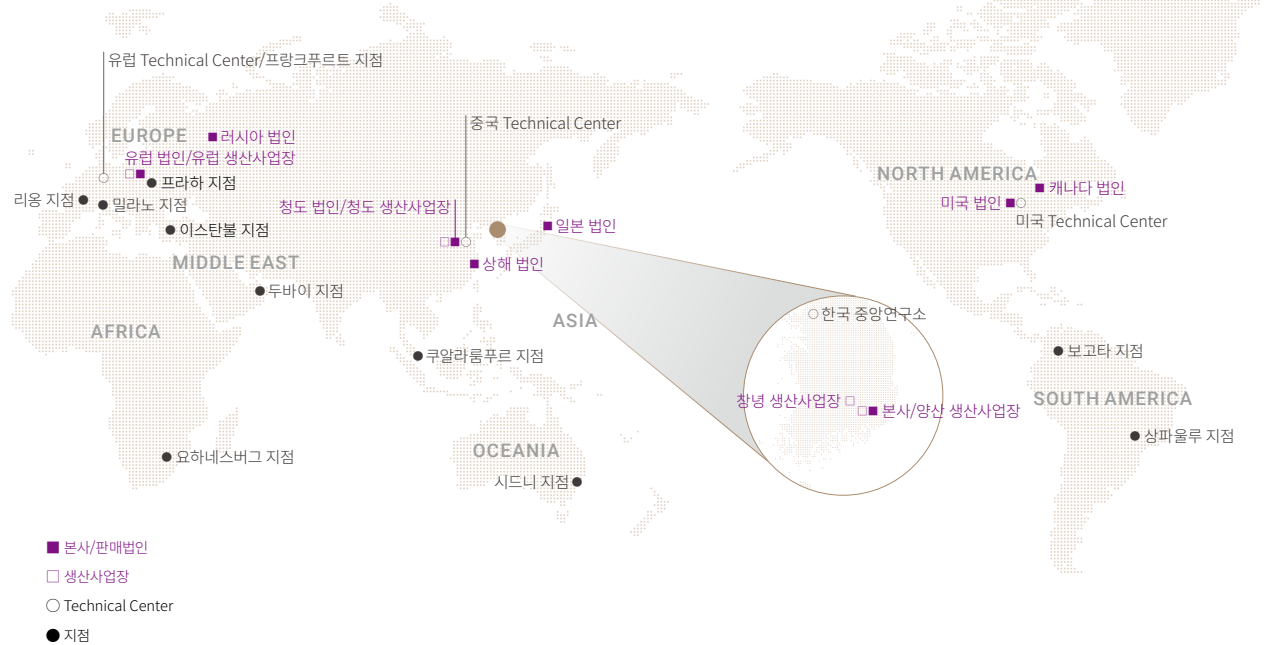 유럽 Technical Center/프랑크푸르트 지점
중국 Technical Center
EUROPE
러시아 법인
유럽 법인/유럽 생산사업장
프라하 지점
리옹 지점
밀라노 지점
이스탄불 지점
청도 법인/청도 생산사업장
일본 법인
상해 법인
MIDDLE EAST
두바이 지점
AFRICA
ASIA
쿠알라룸푸르 지점
요하네스버그 지점
OCEANIA
시드니 지점
NORTH AMERICA
캐나다 법인
미국 법인
미국 Technical Center
한국 중앙연구소
창녕 생산사업장
본사/양산 생산사업장
보고타 지점
SOUTH AMERICA
상파울루 지점
본사/판매법인
생산사업장
Technical Center
지점